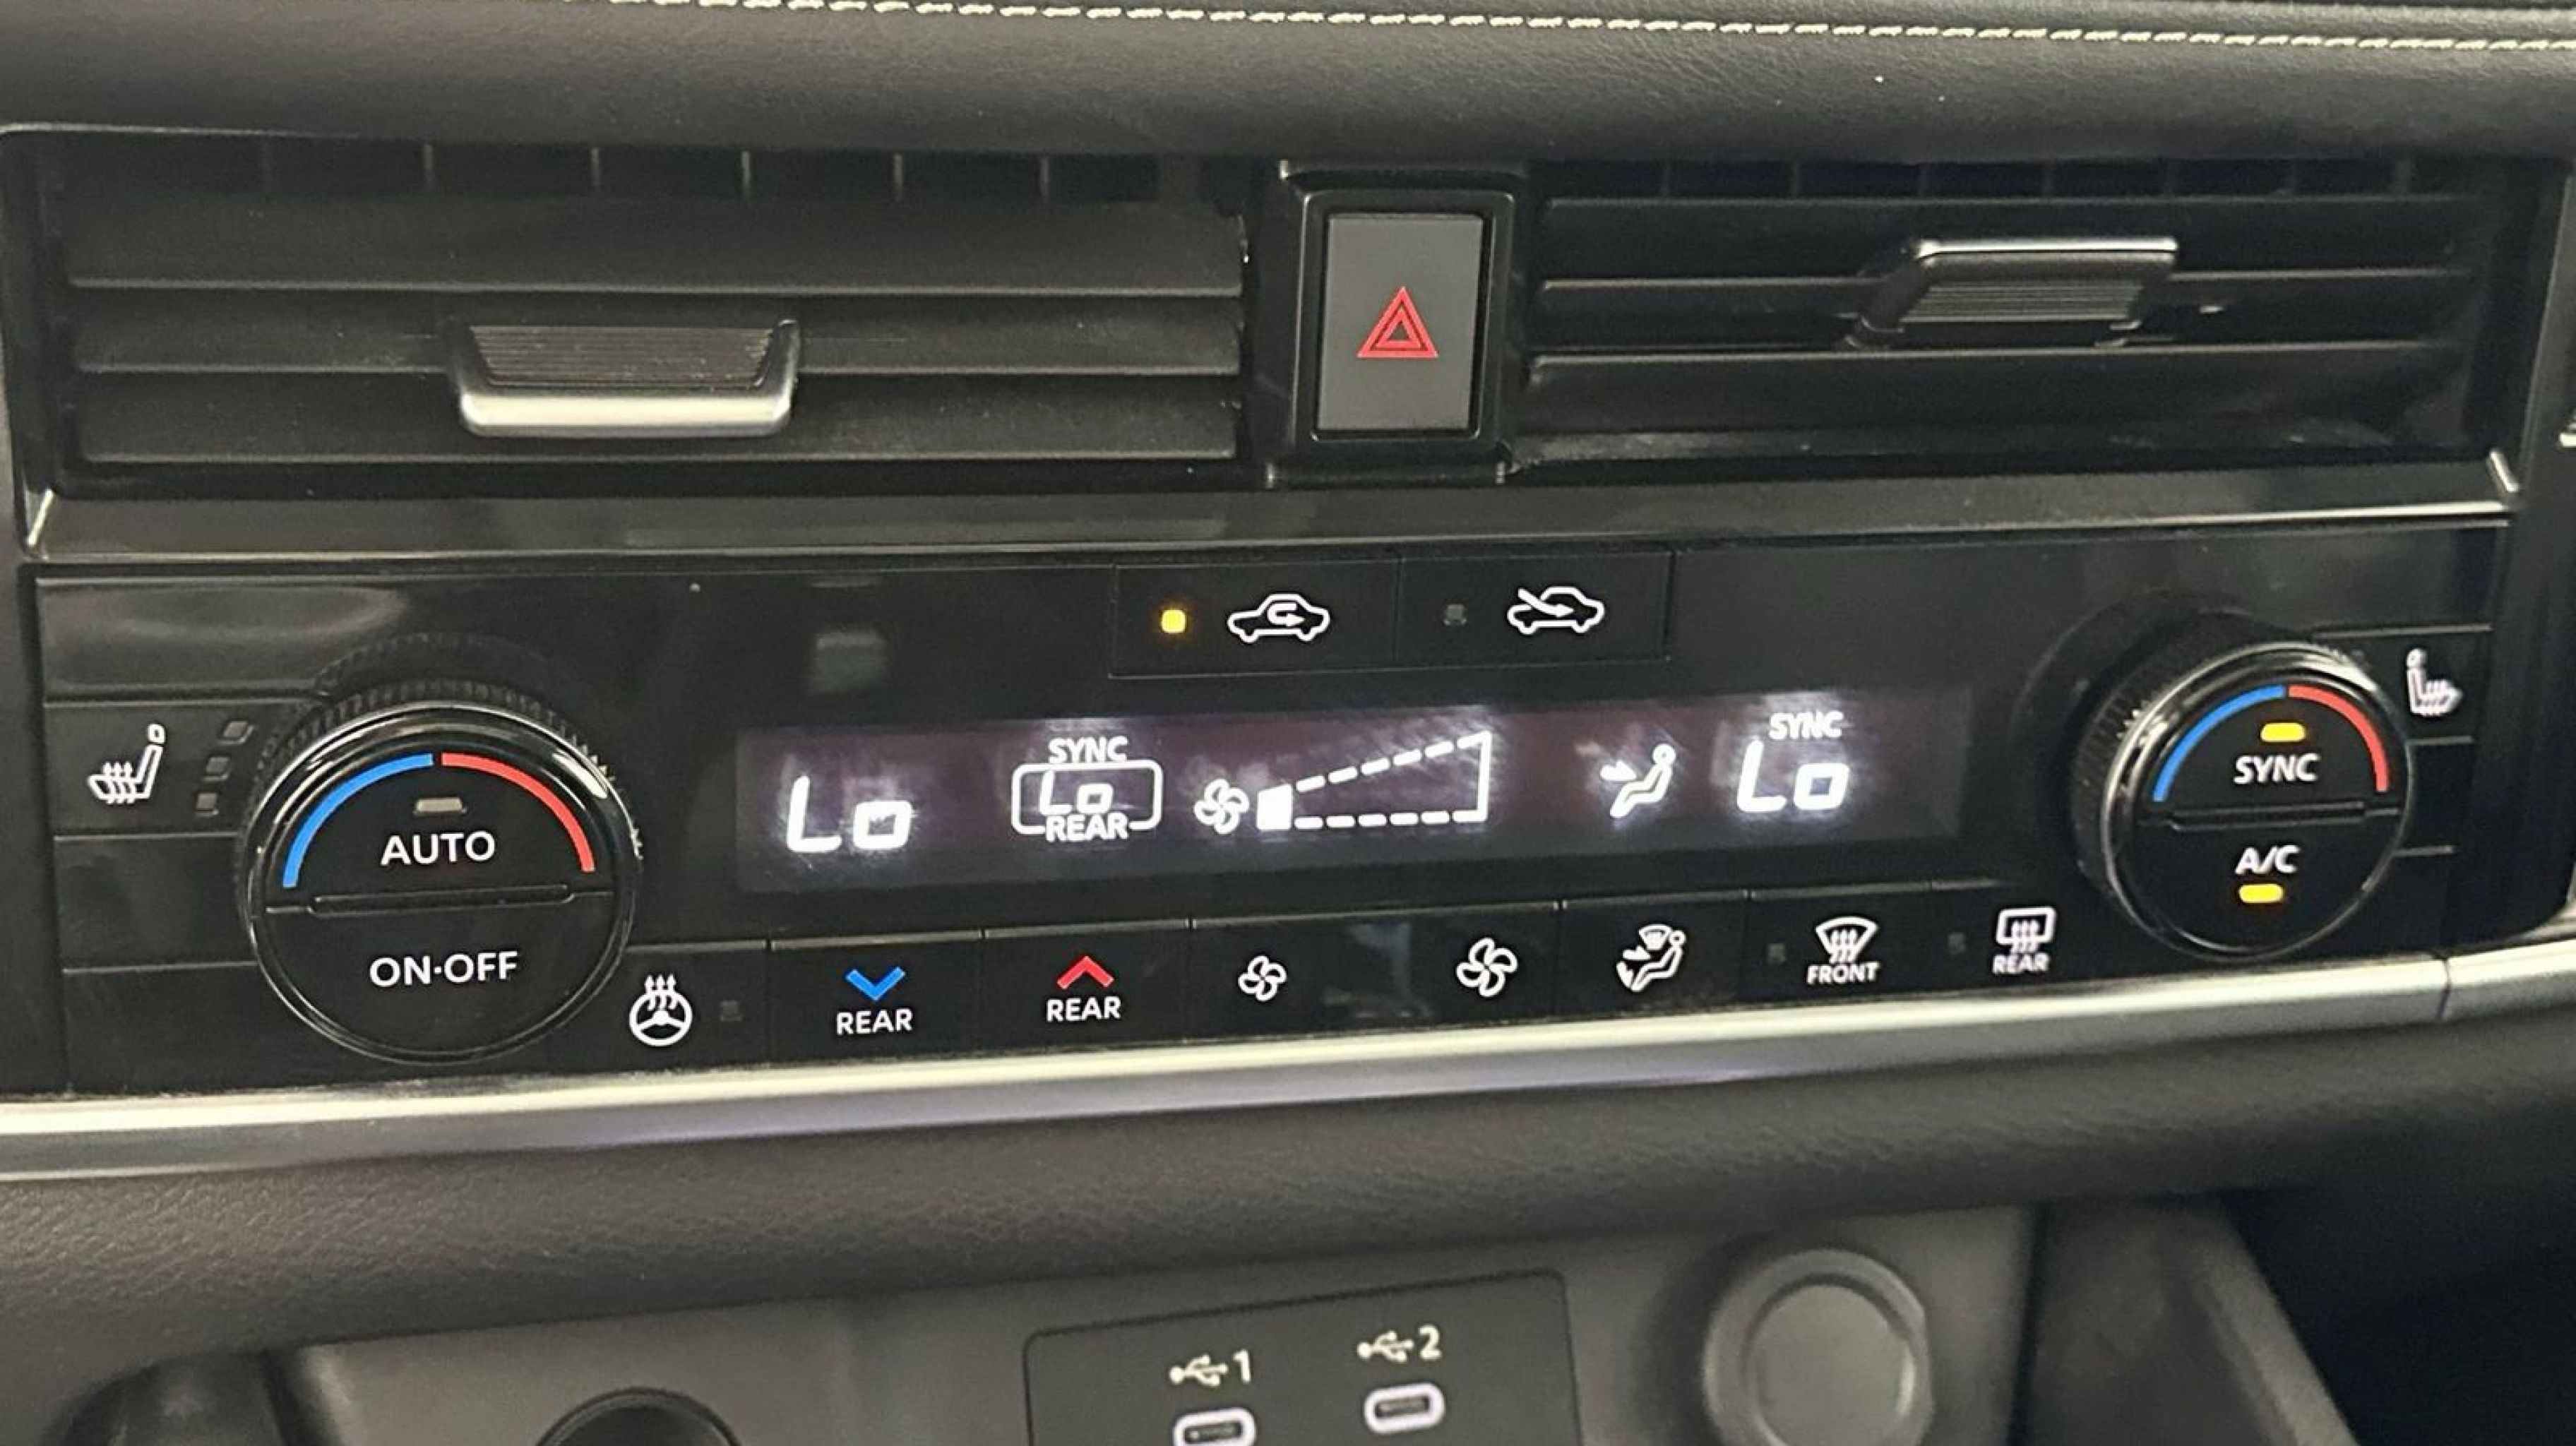 SYNC
Lo
REAR
Lo
SYNC
Lo
AUTO
ON·OFF
SYNC
A/C
REAR
REAR
FRONT
REAR
1
2